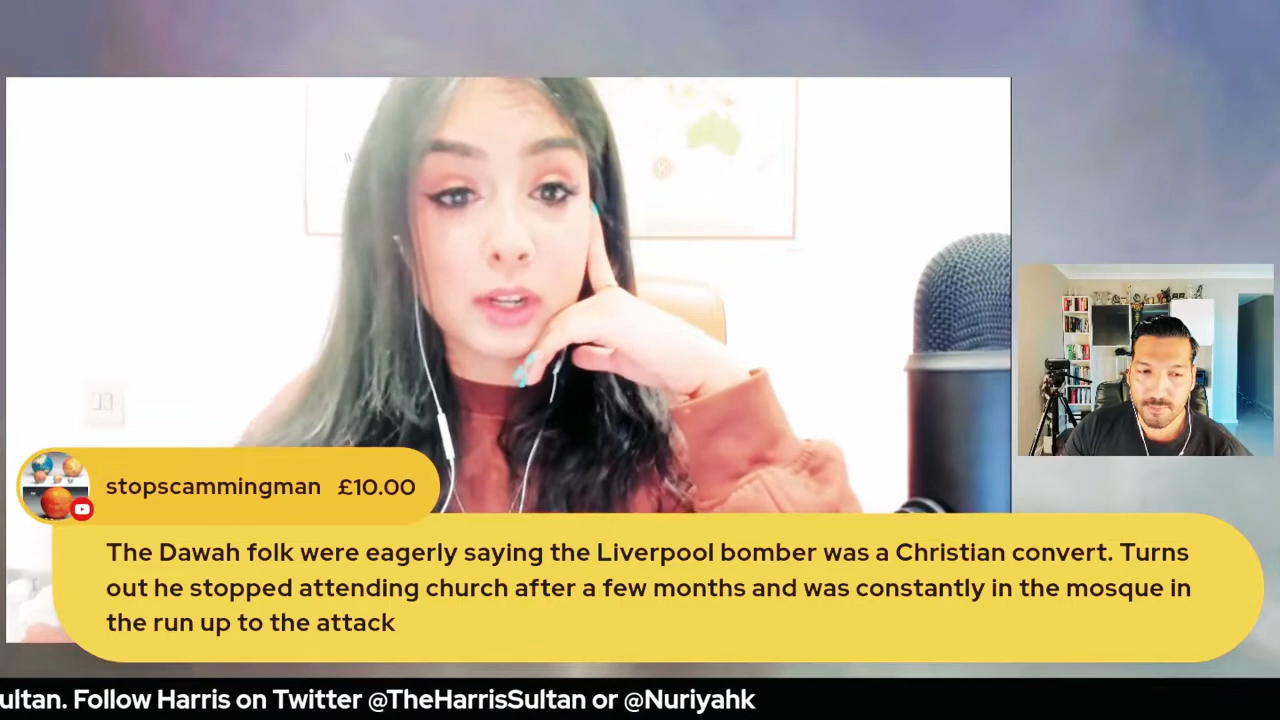 stopscammingman £10.00
The Dawah folk were eagerly saying the Liverpool bomber was a Christian convert. Turns
out he stopped attending church after a few months and was constantly in the mosque in
the run up to the attack
ultan. Follow Harris on Twitter @TheHarrisSultan or @Nuriyahk